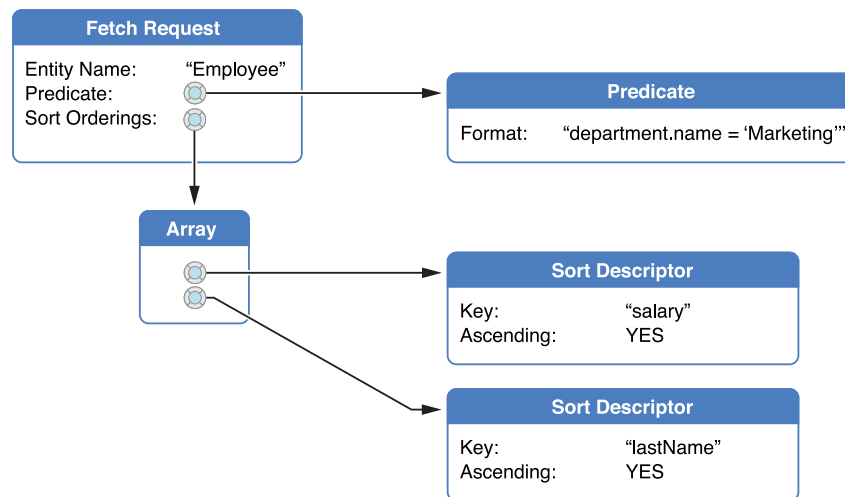 Fetch Request
Entity Name: “Employee”
Predicate:
Sort Orderings:
Predicate
Format: “department.name = ‘Marketing’”
Array
Sort Descriptor
Key: “salary”
Ascending: YES
Sort Descriptor
Key: “lastName”
Ascending: YES